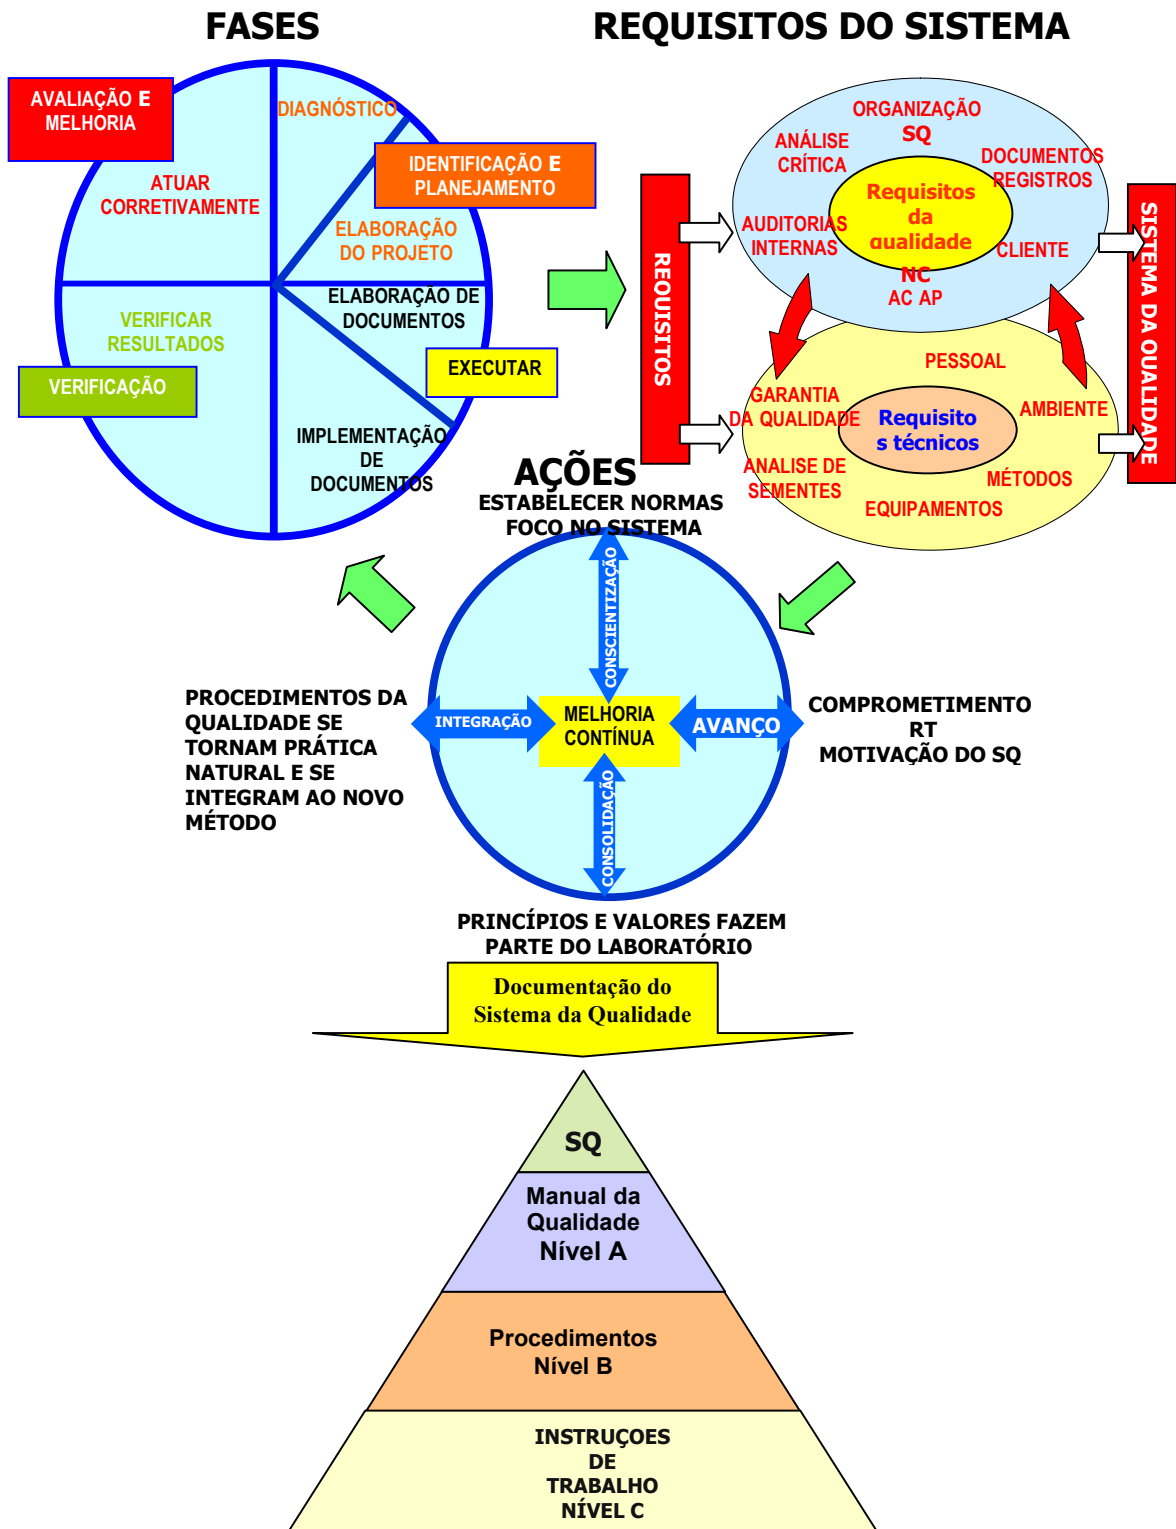 FASES
REQUISITOS DO SISTEMA
AVALIAÇÃO E
MELHORIA
DIAGNÓSTICO
IDENTIFICAÇÃO E
PLANEJAMENTO
ATUAR
CORRETIVAMENTE
ELABORAÇÃO
DO PROJETO
ELABORAÇÃO DE
DOCUMENTOS
VERIFICAR
RESULTADOS
VERIFICAÇÃO
EXECUTAR
IMPLEMENTAÇÃO
DE
DOCUMENTOS
REQUISITOS
ORGANIZAÇÃO
SQ
ANÁLISE
CRÍTICA
DOCUMENTOS
REGISTROS
Requisitos
da
qualidade
AUDITORIAS
INTERNAS
CLIENTE
NC
AC AP
PESSOAL
GARANTIA
DA QUALIDADE
AMBIENTE
Requisito
s técnicos
ANALISE DE
SEMENTES
MÉTODOS
EQUIPAMENTOS
SISTEMA DA QUALIDADE
AÇÕES
ESTABELECER NORMAS
FOCO NO SISTEMA
CONSCIENTIZAÇÃO
INTEGRAÇÃO
MELHORIA
CONTÍNUA
AVANÇO
CONSOLIDAÇÃO
PROCEDIMENTOS DA
QUALIDADE SE
TORNAM PRÁTICA
NATURAL E SE
INTEGRAM AO NOVO
MÉTODO
COMPROMETIMENTO
RT
MOTIVAÇÃO DO SQ
PRINCÍPIOS E VALORES FAZEM
PARTE DO LABORATÓRIO
Documentação do
Sistema da Qualidade
SQ
Manual da
Qualidade
Nível A
Procedimentos
Nível B
INSTRUÇOES
DE
TRABALHO
NÍVEL C